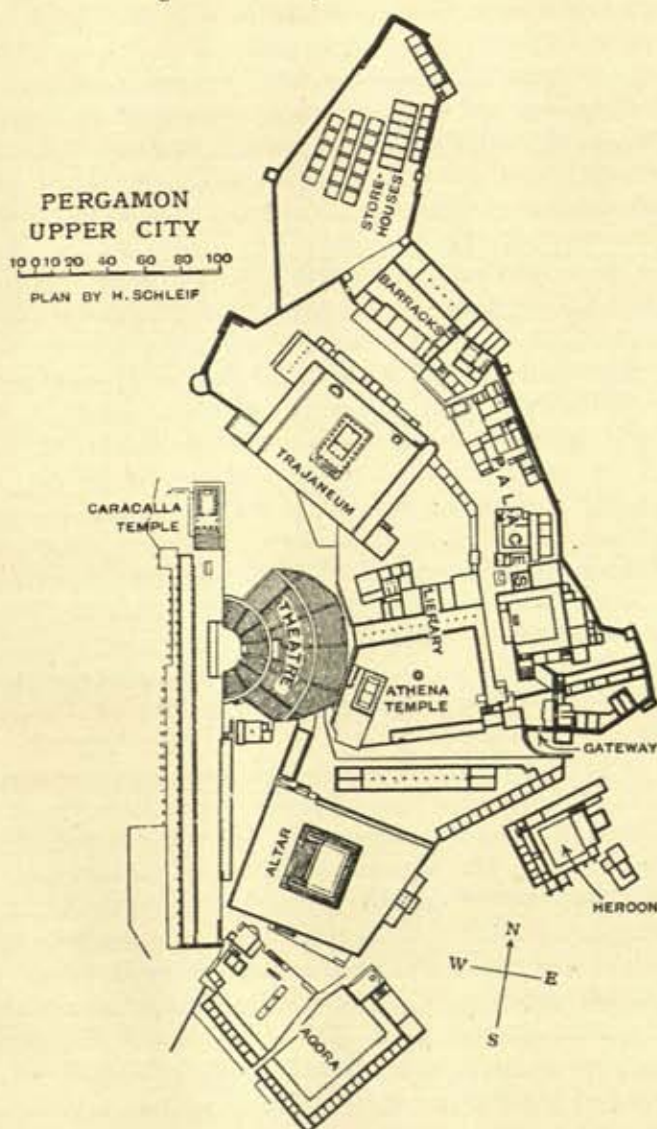 PERGAMON
UPPER CITY
10 0 10 20 40 60 80 100
PLAN BY H. SCHLEIF
STORE-
HOUSES
BARRACKS
TRAJANEUM
PALACES
CARACALLA
TEMPLE
LIBRARY
THEATRE
ATHENA
TEMPLE
GATEWAY
ALTAR
HEROON
N
W E
S
AGORA